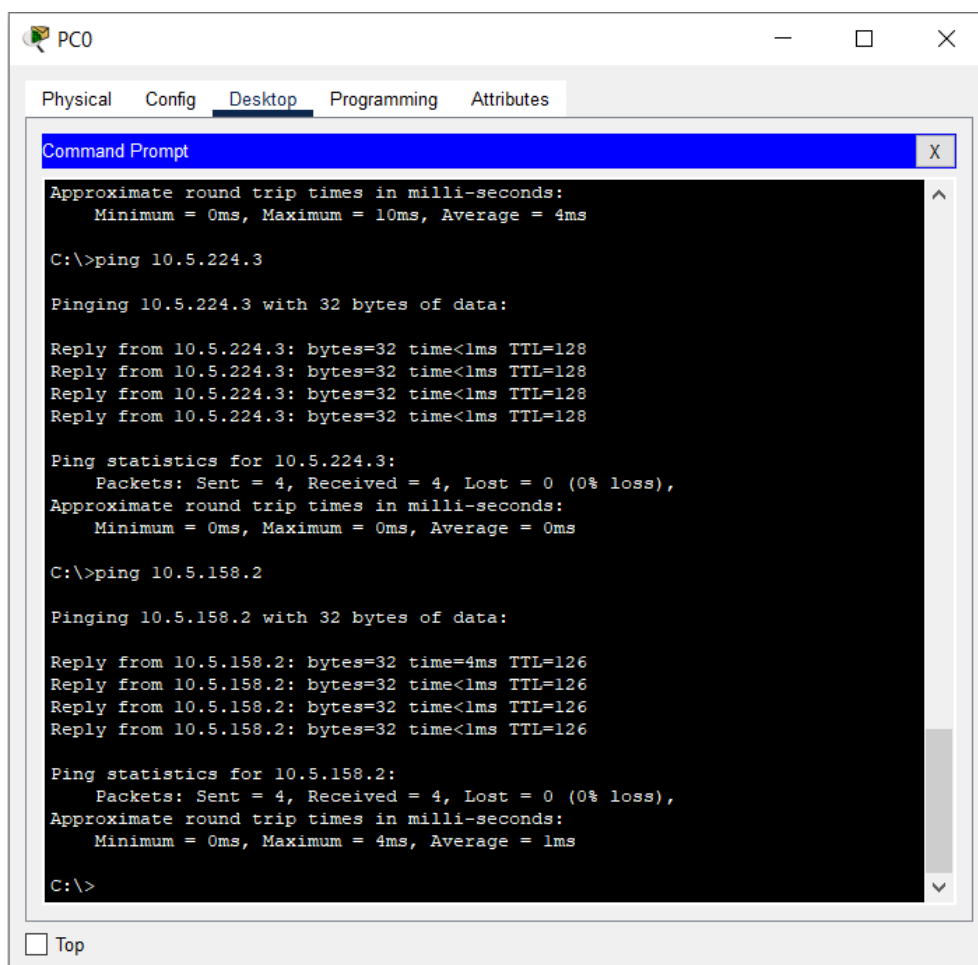 PC0
Physical Config Desktop Programming Attributes
Command Prompt X
Approximate round trip times in milli-seconds:
    Minimum = 0ms, Maximum = 10ms, Average = 4ms
C:\>ping 10.5.224.3
Pinging 10.5.224.3 with 32 bytes of data:
Reply from 10.5.224.3: bytes=32 time<1ms TTL=128
Reply from 10.5.224.3: bytes=32 time<1ms TTL=128
Reply from 10.5.224.3: bytes=32 time<1ms TTL=128
Reply from 10.5.224.3: bytes=32 time<1ms TTL=128
Ping statistics for 10.5.224.3:
    Packets: Sent = 4, Received = 4, Lost = 0 (0% loss),
Approximate round trip times in milli-seconds:
    Minimum = 0ms, Maximum = 0ms, Average = 0ms
C:\>ping 10.5.158.2
Pinging 10.5.158.2 with 32 bytes of data:
Reply from 10.5.158.2: bytes=32 time=4ms TTL=126
Reply from 10.5.158.2: bytes=32 time<1ms TTL=126
Reply from 10.5.158.2: bytes=32 time<1ms TTL=126
Reply from 10.5.158.2: bytes=32 time<1ms TTL=126
Ping statistics for 10.5.158.2:
    Packets: Sent = 4, Received = 4, Lost = 0 (0% loss),
Approximate round trip times in milli-seconds:
    Minimum = 0ms, Maximum = 4ms, Average = 1ms
C:\>
Top